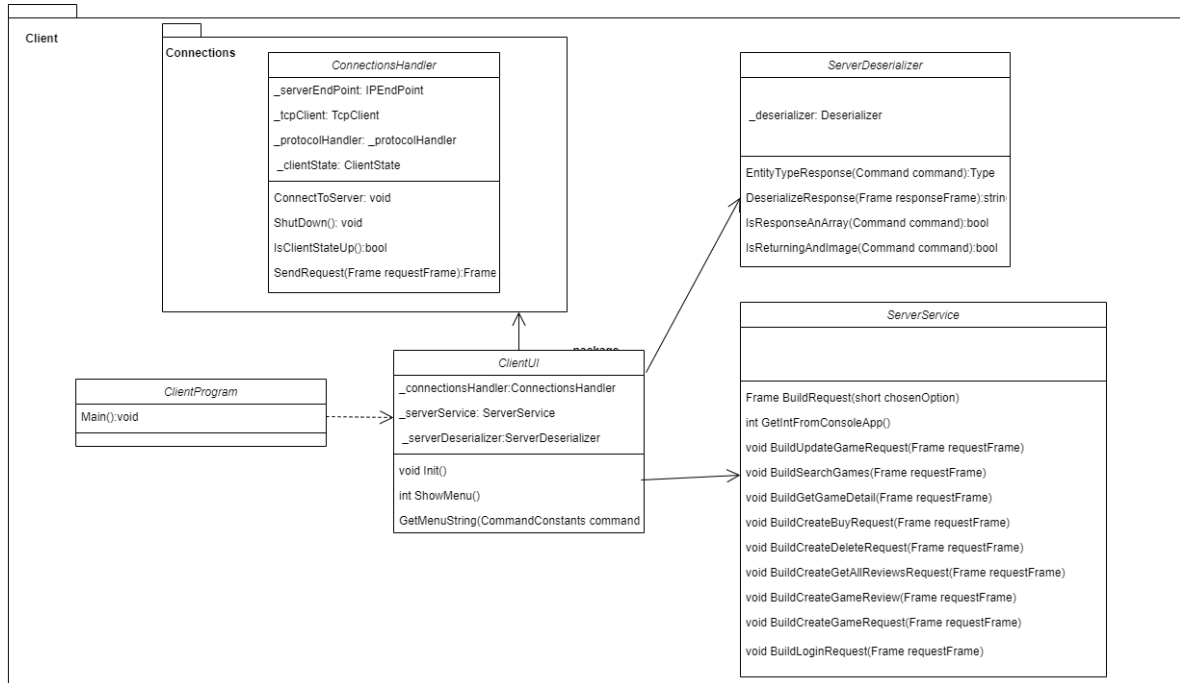 Client
Connections
ConnectionsHandler
_serverEndPoint: IPEndPoint
_tcpClient: TcpClient
_protocolHandler: _protocolHandler
_clientState: ClientState
ConnectToServer: void
ShutDown(): void
IsClientStateUp():bool
SendRequest(Frame requestFrame):Frame
ServerDeserializer
_deserializer: Deserializer
EntityTypeResponse(Command command):Type
DeserializeResponse(Frame responseFrame):strin
IsResponseAnArray(Command command):bool
IsReturningAndImage(Command command):bool
package
ClientUI
_connectionsHandler:ConnectionsHandler
_serverService: ServerService
_serverDeserializer:ServerDeserializer
void Init()
int ShowMenu()
GetMenuString(CommandConstants command
ClientProgram
Main():void
ServerService
Frame BuildRequest(short chosenOption)
int GetIntFromConsoleApp()
void BuildUpdateGameRequest(Frame requestFrame)
void BuildSearchGames(Frame requestFrame)
void BuildGetGameDetail(Frame requestFrame)
void BuildCreateBuyRequest(Frame requestFrame)
void BuildCreateDeleteRequest(Frame requestFrame)
void BuildCreateGetAllReviewsRequest(Frame requestFrame)
void BuildCreateGameReview(Frame requestFrame)
void BuildCreateGameRequest(Frame requestFrame)
void BuildLoginRequest(Frame requestFrame)